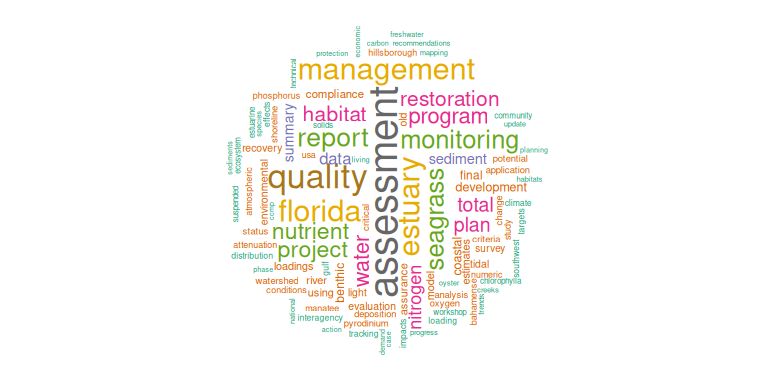 freshwater
economic
carbon
recommendations
protection
hillsborough
mapping
technical
management
phosphorus
compliance
assessment
restoration
estuarine
species
effects
shoreline
summary
habitat
solids
old
program
community
update
report
monitoring
recovery
usa
data
living
sediment
planning
potential
sediments
ecosystem
atmospheric
environmental
quality
estuary
seagrass
final
application
habitats
development
suspended
ccmp
florida
critical
total
change
climate
targets
plan
study
status
nutrient
coastal
estimates
criteria
attenuation
project
water
survey
southwest
distribution
phase
loadings
gulf
benthic
nitrogen
assurance
model
tidal
numeric
watershed
river
oyster
chlorophylla
creeks
conditions
using
light
analysis
bahamense
trends
national
manatee
evaluation
oxygen
deposition
workshop
interagency
pyrodinium
loading
action
tracking
demand
case
impacts
progress